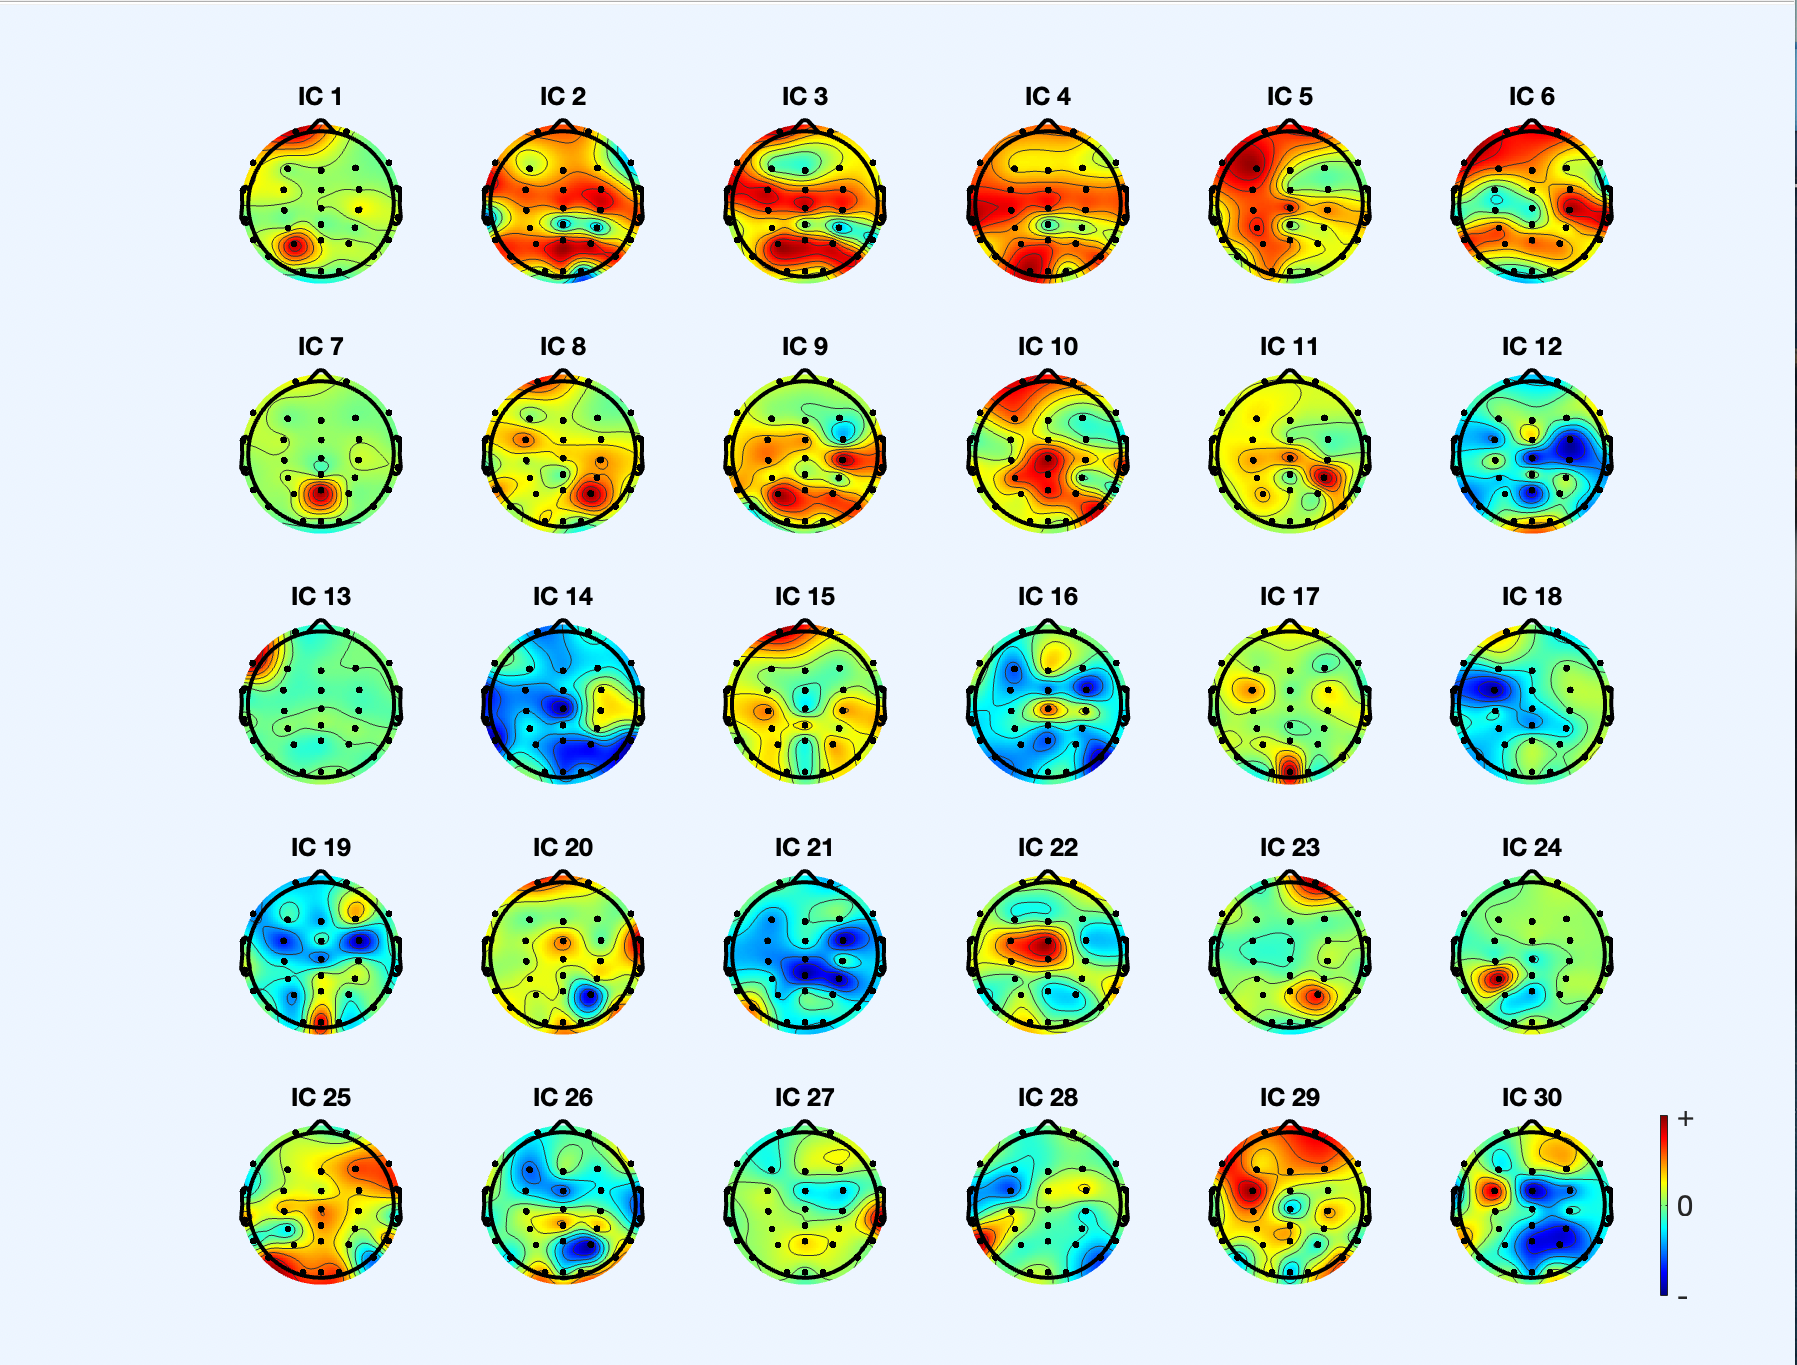 IC 1 IC 2 IC 3 IC 4 IC 5 IC 6
IC 7 IC 8 IC 9 IC 10 IC 11 IC 12
IC 13 IC 14 IC 15 IC 16 IC 17 IC 18
IC 19 IC 20 IC 21 IC 22 IC 23 IC 24
IC 25 IC 26 IC 27 IC 28 IC 29 IC 30
+
0
-